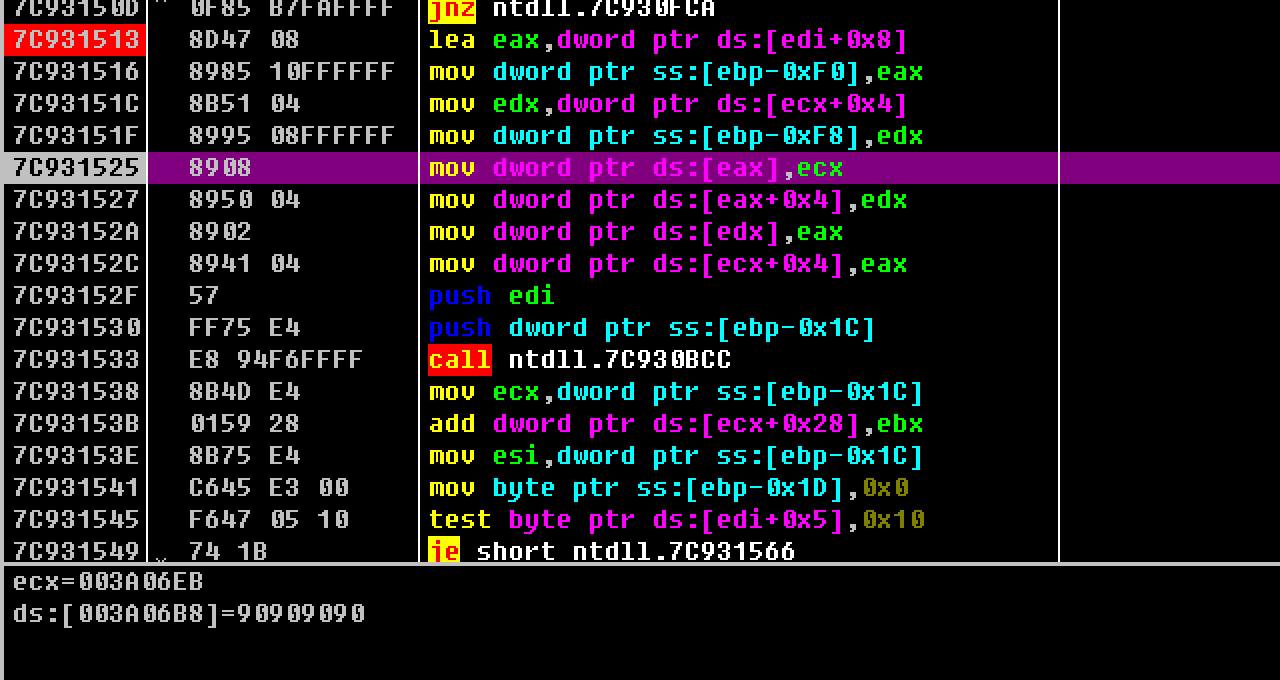 7C93150D 0F85 B7FAFFFF jnz ntdll.7C930FCA
7C931513 8D47 08 lea eax,dword ptr ds:[edi+0x8]
7C931516 8985 10FFFFFF mov dword ptr ss:[ebp-0xF0],eax
7C93151C 8B51 04 mov edx,dword ptr ds:[ecx+0x4]
7C93151F 8995 08FFFFFF mov dword ptr ss:[ebp-0xF8],edx
7C931525 8908 mov dword ptr ds:[eax],ecx
7C931527 8950 04 mov dword ptr ds:[eax+0x4],edx
7C93152A 8902 mov dword ptr ds:[edx],eax
7C93152C 8941 04 mov dword ptr ds:[ecx+0x4],eax
7C93152F 57 push edi
7C931530 FF75 E4 push dword ptr ss:[ebp-0x1C]
7C931533 E8 94F6FFFF call ntdll.7C930BCC
7C931538 8B4D E4 mov ecx,dword ptr ss:[ebp-0x1C]
7C93153B 0159 28 add dword ptr ds:[ecx+0x28],ebx
7C93153E 8B75 E4 mov esi,dword ptr ss:[ebp-0x1C]
7C931541 C645 E3 00 mov byte ptr ss:[ebp-0x1D],0x0
7C931545 F647 05 10 test byte ptr ds:[edi+0x5],0x10
7C931549 74 1B je short ntdll.7C931566
ecx=003A06EB
ds:[003A06B8]=90909090